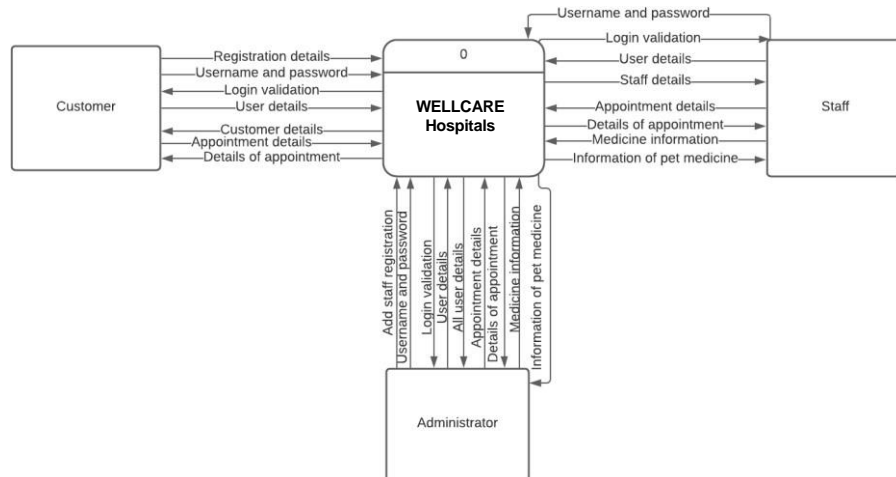 Username and password
Registration details
Username and password
Login validation
User details
Customer details
Appointment details
Details of appointment
Customer
0
WELLCARE
Hospitals
Login validation
User details
Staff details
Appointment details
Details of appointment
Medicine information
Information of pet medicine
Staff
Add staff registration
Username and password
Login validation
User details
All user details
Appointment details
Details of appointment
Medicine information
Information of pet medicine
Administrator